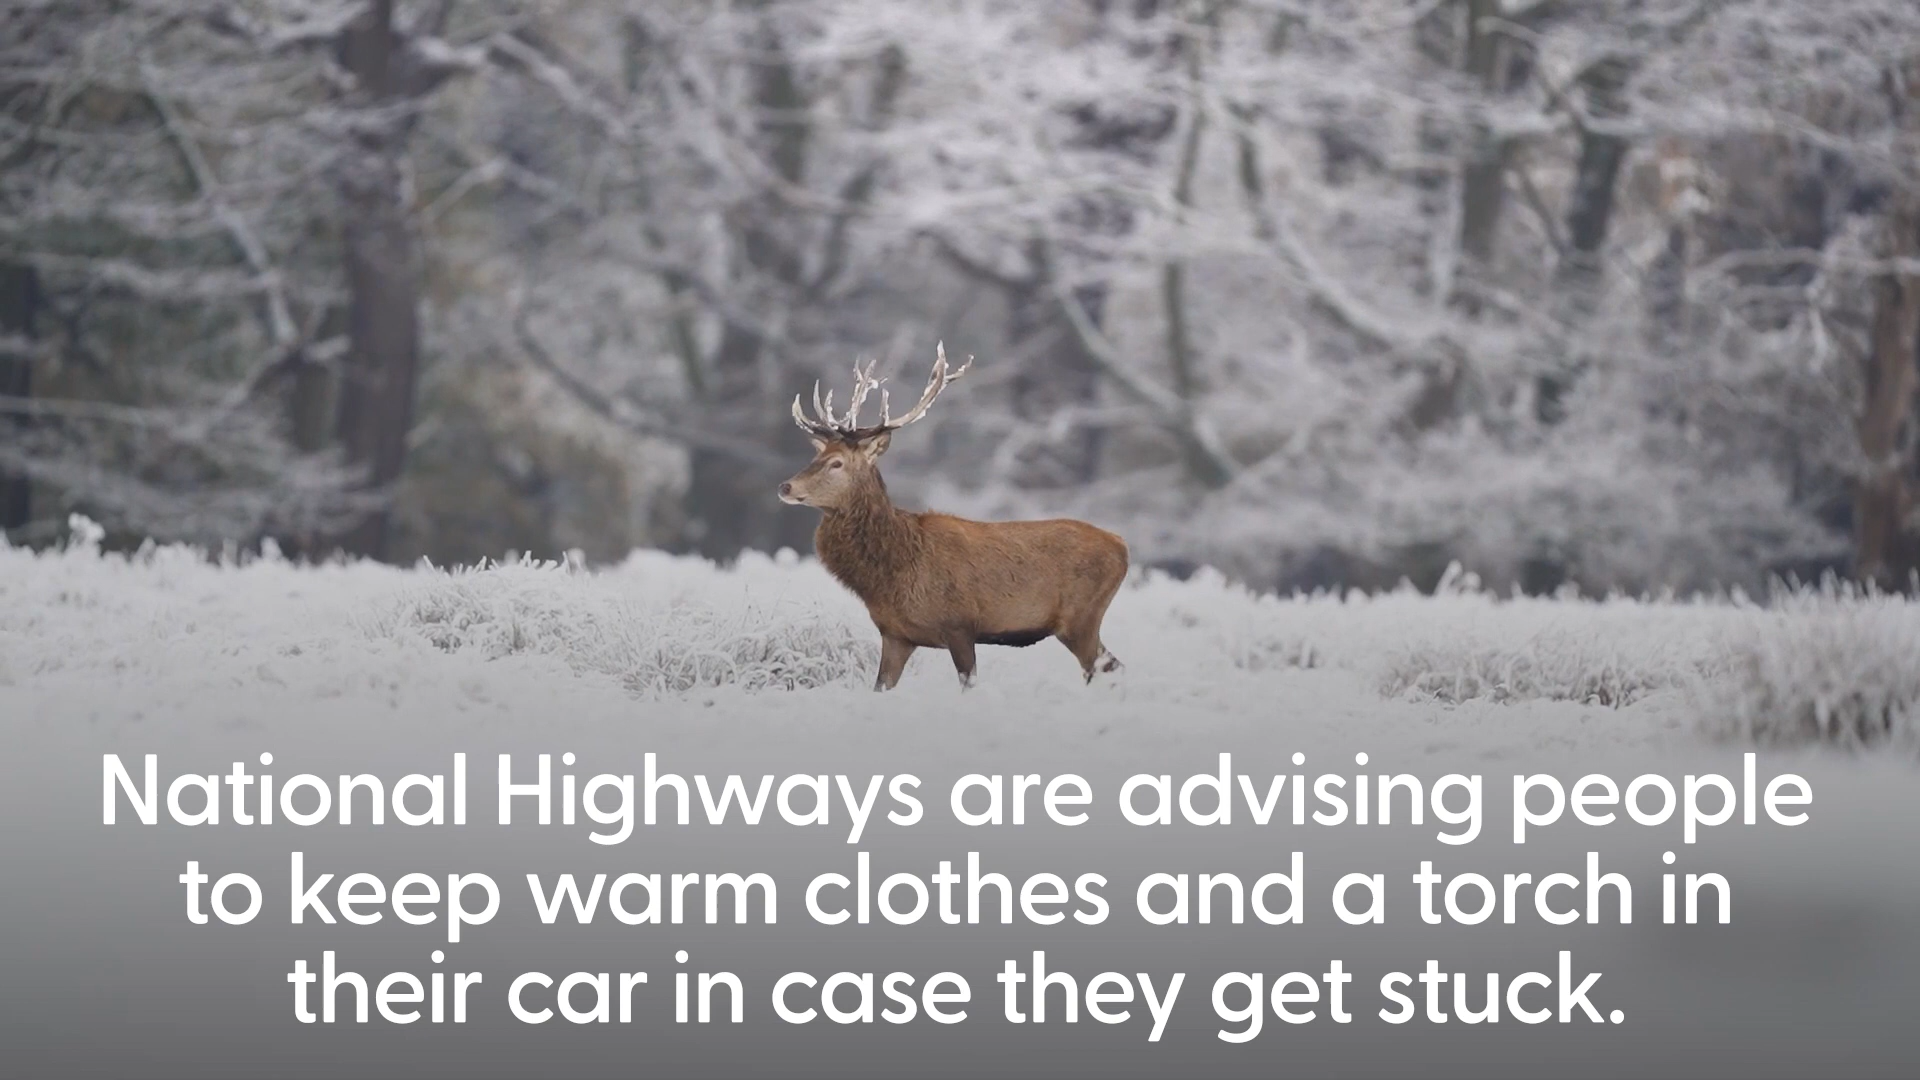 National Highways are advising people
to keep warm clothes and a torch in
their car in case they get stuck.